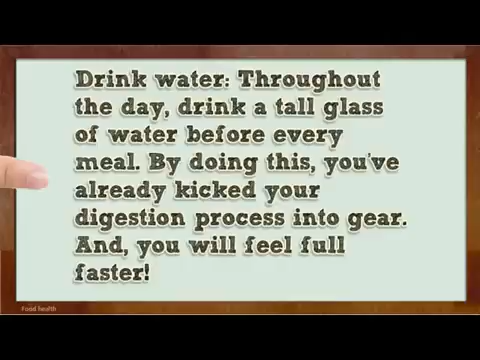 Drink water: Throughout
the day, drink a tall glass
of water before every
meal. By doing this, you've
already kicked your
digestion process into gear.
And, you will feel full
faster!
Food health